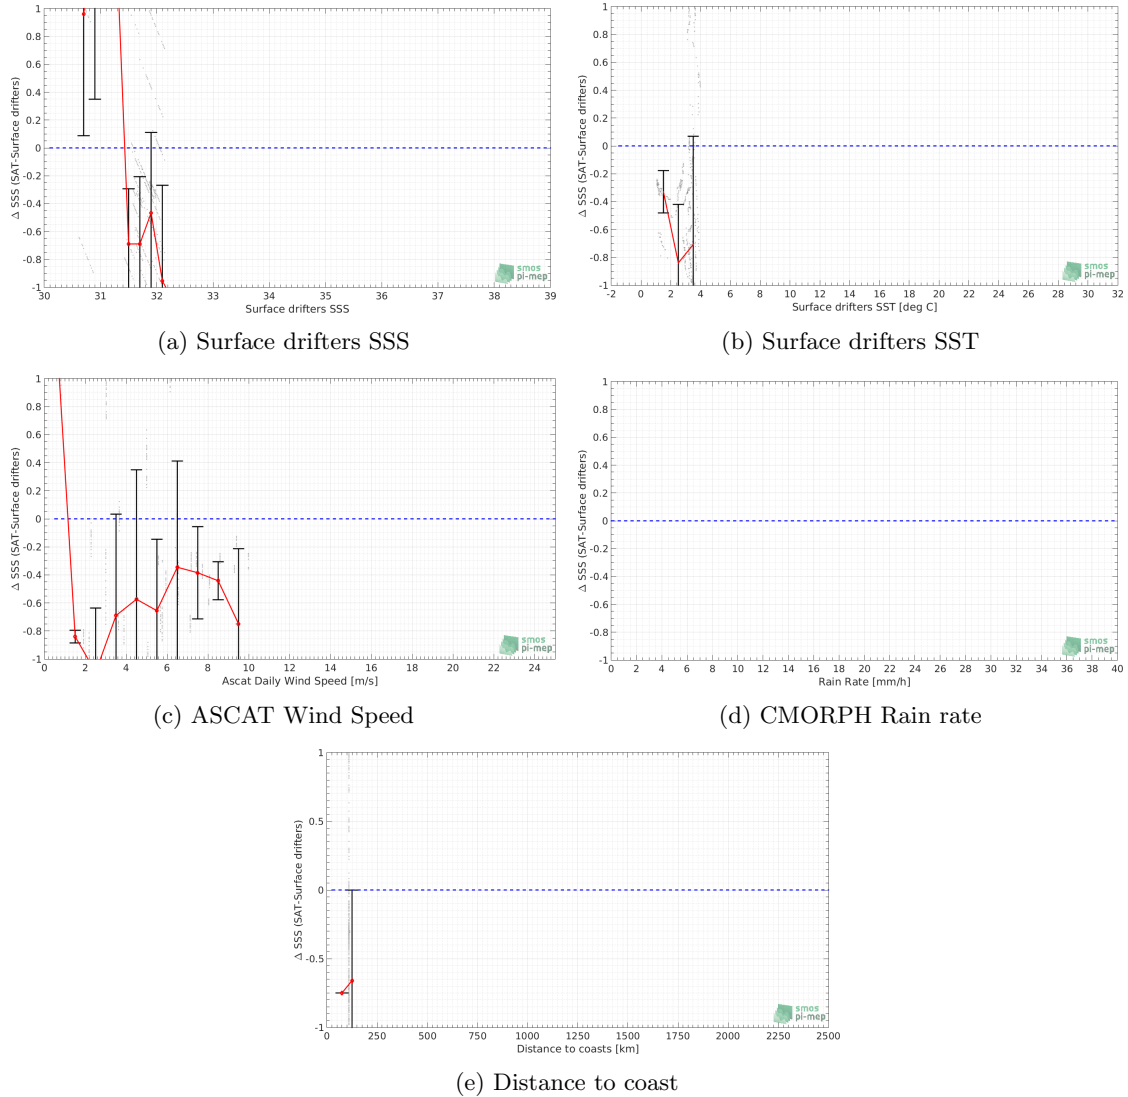 1
0.8
0.6
0.4
0.2
0
-0.2
-0.4
-0.6
-0.8
-1
Δ SSS (SAT-Surface drifters)
30 31 32 33 34 35 36 37 38 39
Surface drifters SSS
smos
pi-mep
(a) Surface drifters SSS
1
0.8
0.6
0.4
0.2
0
-0.2
-0.4
-0.6
-0.8
-1
Δ SSS (SAT-Surface drifters)
-2 0 2 4 6 8 10 12 14 16 18 20 22 24 26 28 30 32
Surface drifters SST [deg C]
smos
pi-mep
(b) Surface drifters SST
1
0.8
0.6
0.4
0.2
0
-0.2
-0.4
-0.6
-0.8
-1
Δ SSS (SAT-Surface drifters)
0 2 4 6 8 10 12 14 16 18 20 22 24
Ascat Daily Wind Speed [m/s]
smos
pi-mep
(c) ASCAT Wind Speed
1
0.8
0.6
0.4
0.2
0
-0.2
-0.4
-0.6
-0.8
-1
Δ SSS (SAT-Surface drifters)
0 2 4 6 8 10 12 14 16 18 20 22 24 26 28 30 32 34 36 38 40
Rain Rate [mm/h]
smos
pi-mep
(d) CMORPH Rain rate
1
0.5
0
-0.5
-1
Δ SSS (SAT-Surface drifters)
0 250 500 750 1000 1250 1500 1750 2000 2250 2500
Distance to coasts [km]
smos
pi-mep
(e) Distance to coast